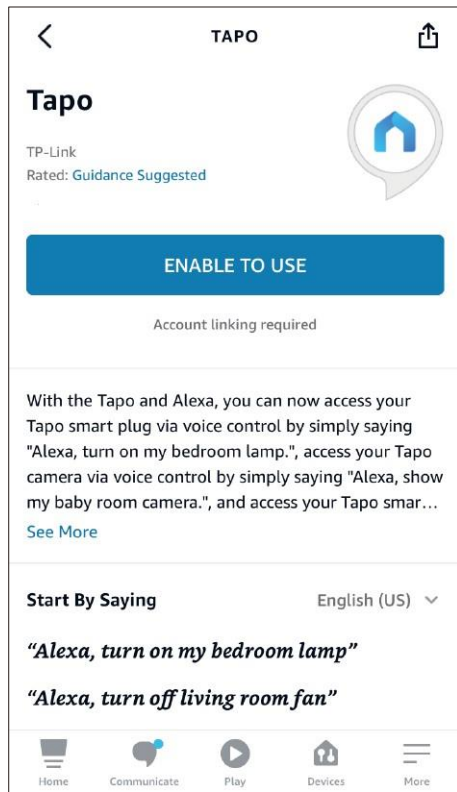 TAPO
Tapo
TP-Link
Rated: Guidance Suggested
ENABLE TO USE
Account linking required
With the Tapo and Alexa, you can now access your
Tapo smart plug via voice control by simply saying
"Alexa, turn on my bedroom lamp.", access your Tapo
camera via voice control by simply saying "Alexa, show
my baby room camera.", and access your Tapo smar...
See More
Start By Saying English (US)
“Alexa, turn on my bedroom lamp”
“Alexa, turn off living room fan”
Home Communicate Play Devices More